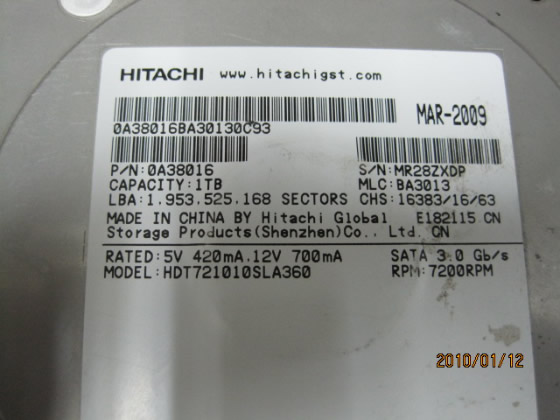 HITACHI www.hitachigst.com
MAR-2009
0A38016BA30130C93
P/N:0A38016 S/N:MR28ZXDP
CAPACITY:1TB MLC:BA3013
LBA:1.953.525.168 SECTORS CHS:16383/16/63
MADE IN CHINA BY Hitachi Global E182115 CN
Storage Products(Shenzhen)Co., Ltd. CN
RATED:5V 420mA.12V 700mA SATA 3.0 Gb/s
MODEL:HDT721010SLA360 RPM:7200RPM
2010/01/12